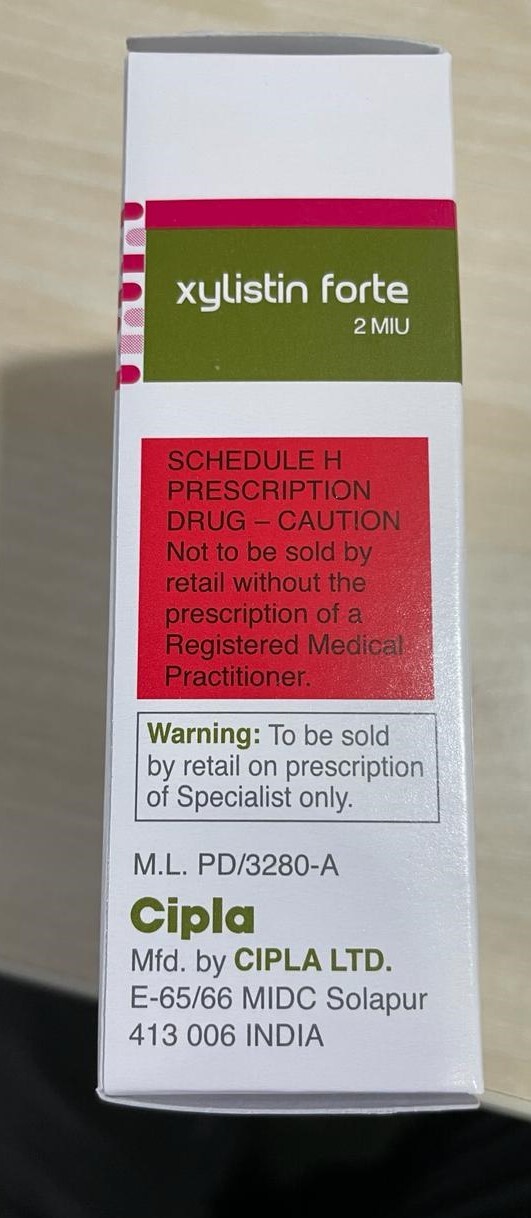 xylistin forte
2 MIU
SCHEDULE H
PRESCRIPTION
DRUG – CAUTION
Not to be sold by
retail without the
prescription of a
Registered Medical
Practitioner.
Warning: To be sold
by retail on prescription
of Specialist only.
M.L. PD/3280-A
Cipla
Mfd. by CIPLA LTD.
E-65/66 MIDC Solapur
413 006 INDIA